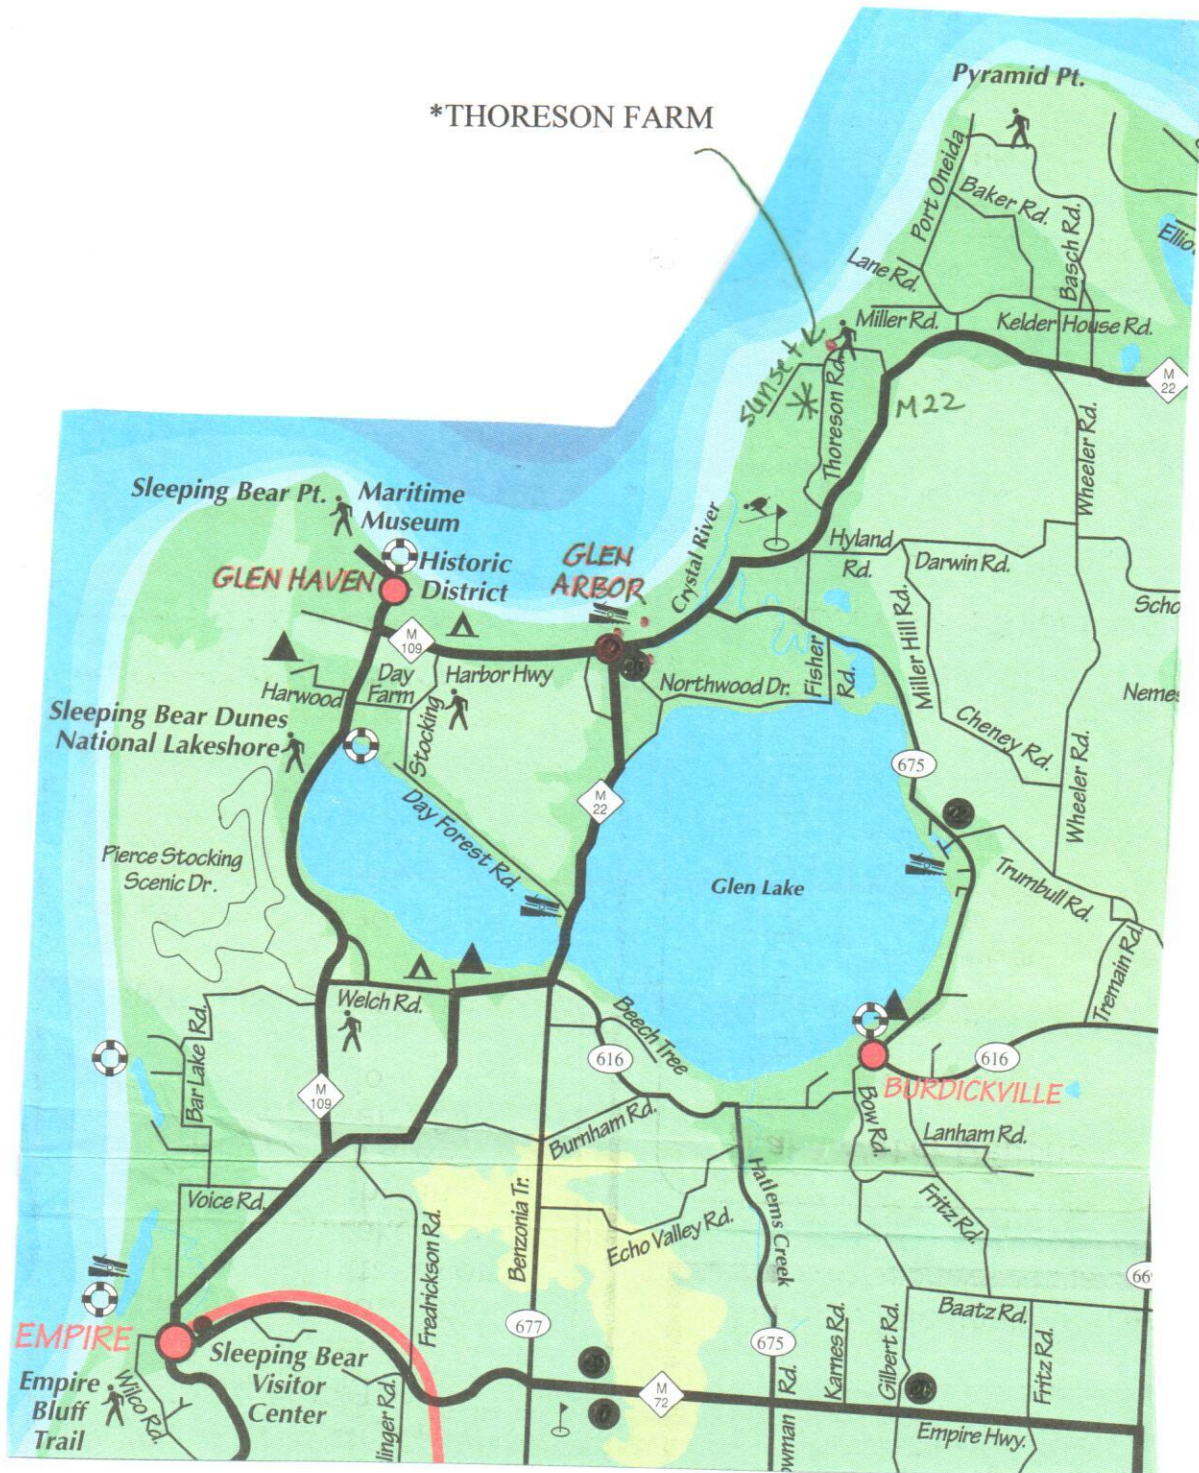 Pyramid Pt.
*THORESON FARM
Port Oneida
Baker Rd.
Basch Rd.
Lane Rd.
Miller Rd.
Kelder House Rd.
sunset
Thoreson Rd.
M22
M
22
Wheeler Rd.
Sleeping Bear Pt.
Maritime
Museum
Historic
District
GLEN HAVEN
GLEN
ARBOR
Crystal River
Hyland
Rd.
Darwin Rd.
Miller Hill Rd.
M
109
Day
Farm
Harbor Hwy
Harwood
Stocking
Northwood Dr.
Fisher
Rd.
Cheney Rd.
Wheeler Rd.
Sleeping Bear Dunes
National Lakeshore
675
M
22
Day Forest Rd.
Pierce Stocking
Scenic Dr.
Glen Lake
Trumbull Rd.
Tremain Rd.
Welch Rd.
Bar Lake Rd.
Beech Tree
616
616
M
109
BURDICKVILLE
Bow Rd.
Lanham Rd.
Burnham Rd.
Voice Rd.
Fredrickson Rd.
Benzonia Tr.
Echo Valley Rd.
Hatlems Creek
Fritz Rd.
Baatz Rd.
EMPIRE
677
675
Karnes Rd.
Gilbert Rd.
Fritz Rd.
Sleeping Bear
Visitor
Center
Empire
Bluff
Trail
Wilco Rd.
M
72
Rd.
Empire Hwy.